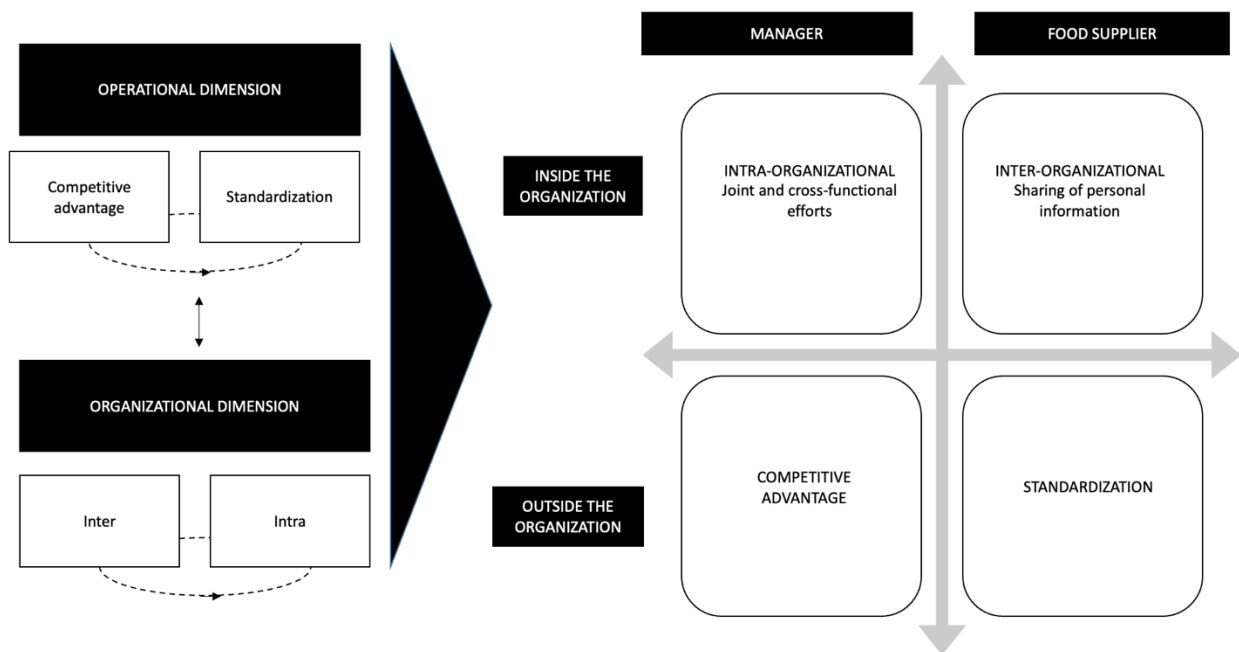 OPERATIONAL DIMENSION
Competitive
advantage
Standardization
ORGANIZATIONAL DIMENSION
Inter
Intra
MANAGER
FOOD SUPPLIER
INSIDE THE
ORGANIZATION
INTRA-ORGANIZATIONAL
Joint and cross-functional
efforts
INTER-ORGANIZATIONAL
Sharing of personal
information
OUTSIDE THE
ORGANIZATION
COMPETITIVE
ADVANTAGE
STANDARDIZATION